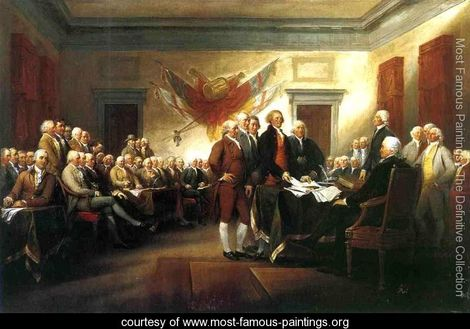 Most Famous Paintings: The Definitive Collection
courtesy of www-most-famous-paintings.org